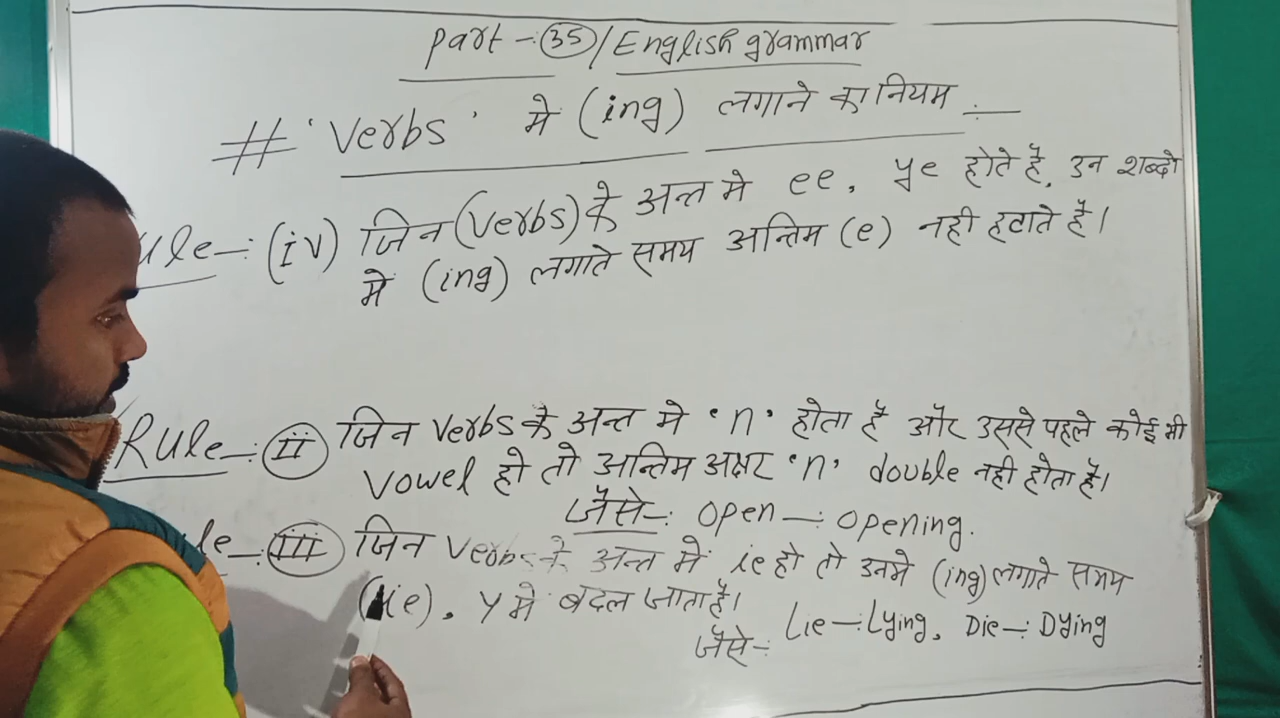 Part - 35 / English grammar
# 'Verbs' मे (ing) लगाने का नियम :—
ule -: (iv) जिन (verbs) के अन्त मे ee, ye होते है, उन शब्दो
मे (ing) लगाते समय अन्तिम (e) नही हटाते है।
Rule -: ii जिन verbs के अन्त मे 'n' होता है और उससे पहले कोई भी
vowel हो तो अन्तिम अक्षर 'n' double नही होता है।
जैसे -: open -: opening.
le -: iii जिन verbs के अन्त मे ie हो तो उनमे (ing) लगाते समय
(ie), y मे बदल जाता है।
जैसे -: Lie -: Lying, Die -: Dying